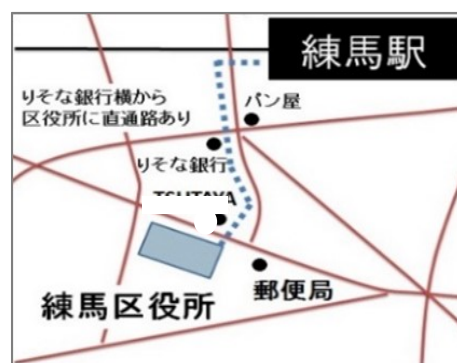 練馬駅
りそな銀行横から
区役所に直通路あり
パン屋
りそな銀行
練馬区役所
郵便局